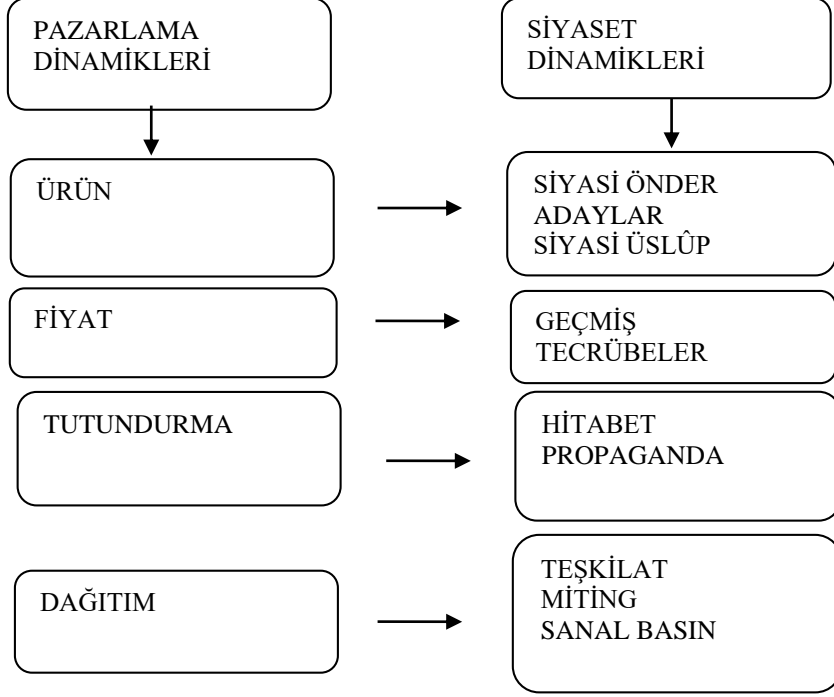 PAZARLAMA
DİNAMİKLERİ
SİYASET
DİNAMİKLERİ
ÜRÜN
SİYASİ ÖNDER
ADAYLAR
SİYASİ ÜSLÛP
FİYAT
GEÇMİŞ
TECRÜBELER
TUTUNDURMA
HİTABET
PROPAGANDA
DAĞITIM
TEŞKİLAT
MİTİNG
SANAL BASIN